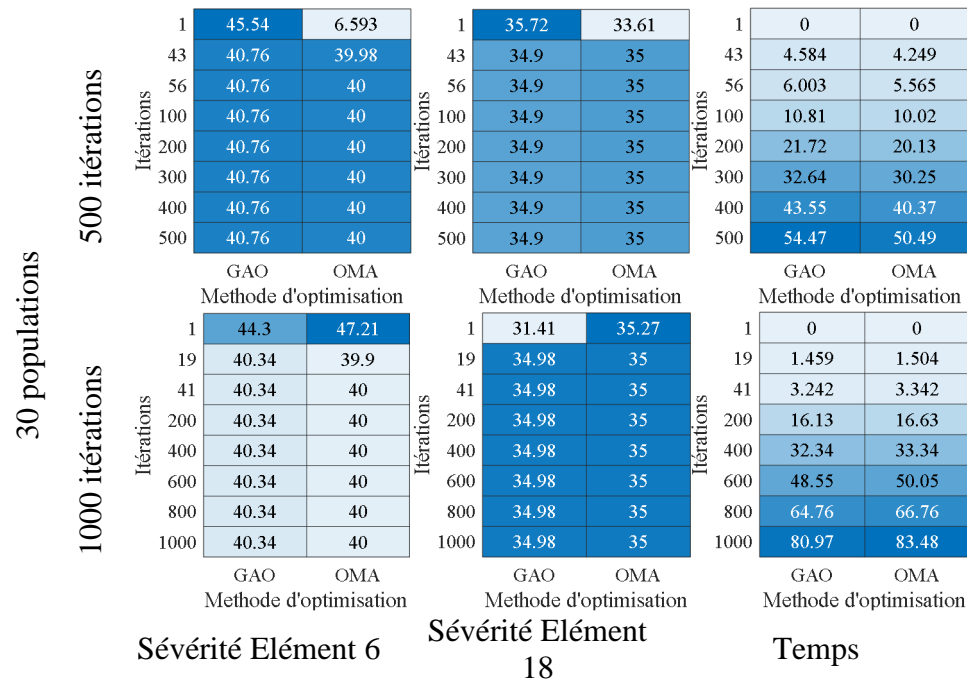 30 populations
500 itérations
Itérations
1 45.54 6.593
43 40.76 39.98
56 40.76 40
100 40.76 40
200 40.76 40
300 40.76 40
400 40.76 40
500 40.76 40
GAO OMA
Methode d'optimisation
Itérations
1 35.72 33.61
43 34.9 35
56 34.9 35
100 34.9 35
200 34.9 35
300 34.9 35
400 34.9 35
500 34.9 35
GAO OMA
Methode d'optimisation
Itérations
1 0 0
43 4.584 4.249
56 6.003 5.565
100 10.81 10.02
200 21.72 20.13
300 32.64 30.25
400 43.55 40.37
500 54.47 50.49
GAO OMA
Methode d'optimisation
1000 itérations
Itérations
1 44.3 47.21
19 40.34 39.9
41 40.34 40
200 40.34 40
400 40.34 40
600 40.34 40
800 40.34 40
1000 40.34 40
GAO OMA
Methode d'optimisation
Itérations
1 31.41 35.27
19 34.98 35
41 34.98 35
200 34.98 35
400 34.98 35
600 34.98 35
800 34.98 35
1000 34.98 35
GAO OMA
Methode d'optimisation
Itérations
1 0 0
19 1.459 1.504
41 3.242 3.342
200 16.13 16.63
400 32.34 33.34
600 48.55 50.05
800 64.76 66.76
1000 80.97 83.48
GAO OMA
Methode d'optimisation
Sévérité Elément 6
Sévérité Elément
18
Temps